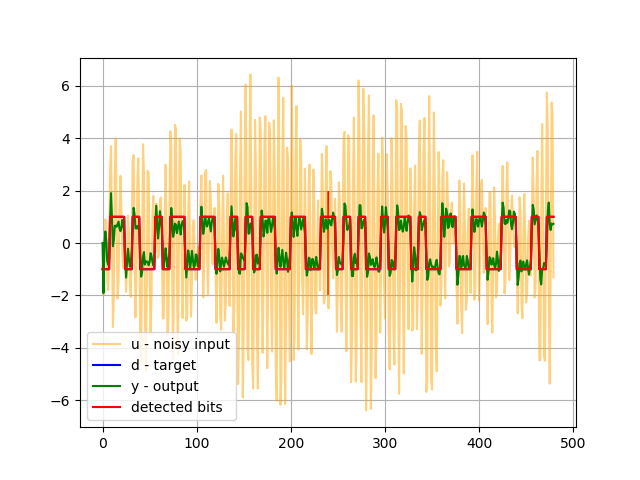 6
4
2
0
−2
−4
−6
u - noisy input
d - target
y - output
detected bits
0 100 200 300 400 500